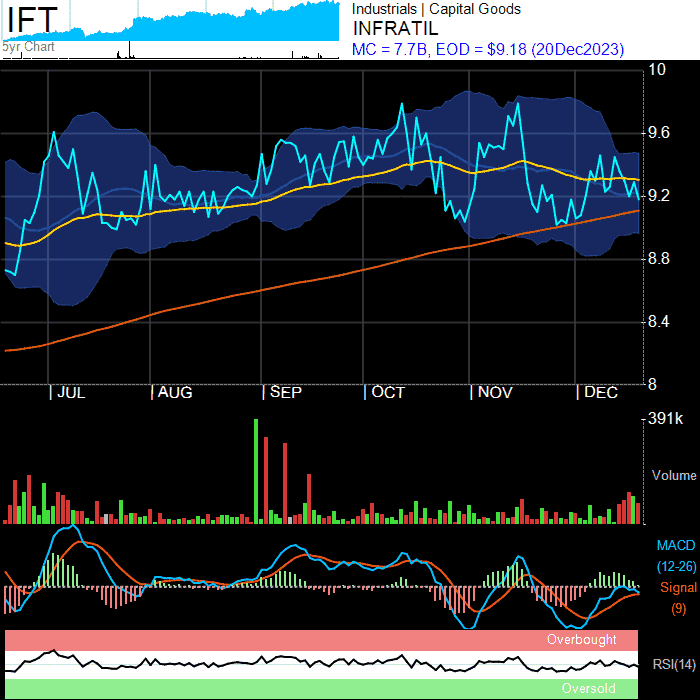 IFT
5yr Chart
Industrials | Capital Goods
INFRATIL
MC = 7.7B, EOD = $9.18 (20Dec2023)
10
9.6
9.2
8.8
8.4
8
| JUL | AUG | SEP | OCT | NOV | DEC
391k
Volume
MACD
(12-26)
Signal
(9)
Overbought
RSI(14)
Oversold